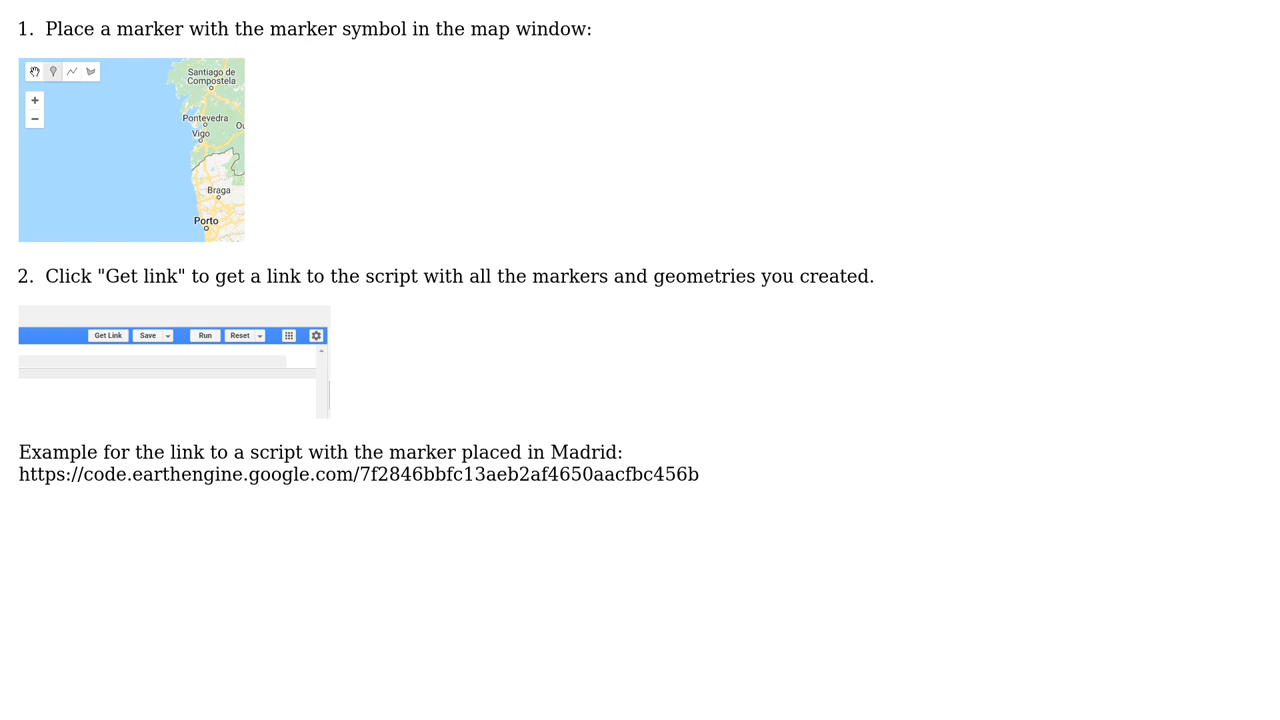 1. Place a marker with the marker symbol in the map window:
Santiago de
Compostela
+
Pontevedra
Ou
−
Vigo
Braga
Porto
2. Click "Get link" to get a link to the script with all the markers and geometries you created.
Get Link Save Run Reset
Example for the link to a script with the marker placed in Madrid:
https://code.earthengine.google.com/7f2846bbfc13aeb2af4650aacfbc456b